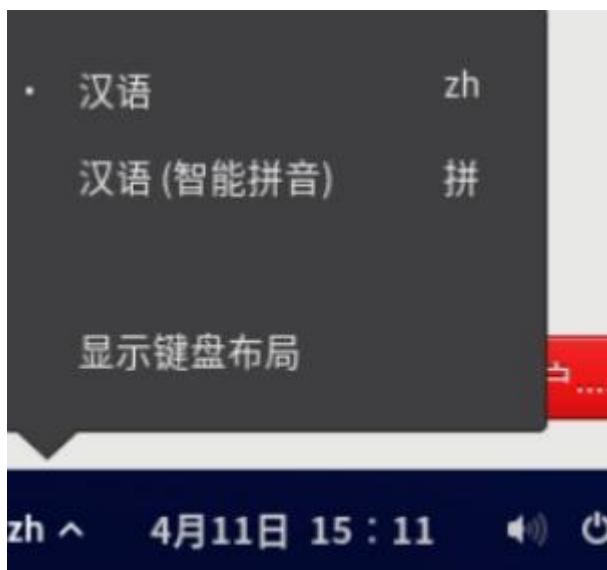 汉语 zh
汉语 (智能拼音) 拼
显示键盘布局
....
zh 4月11日 15：11